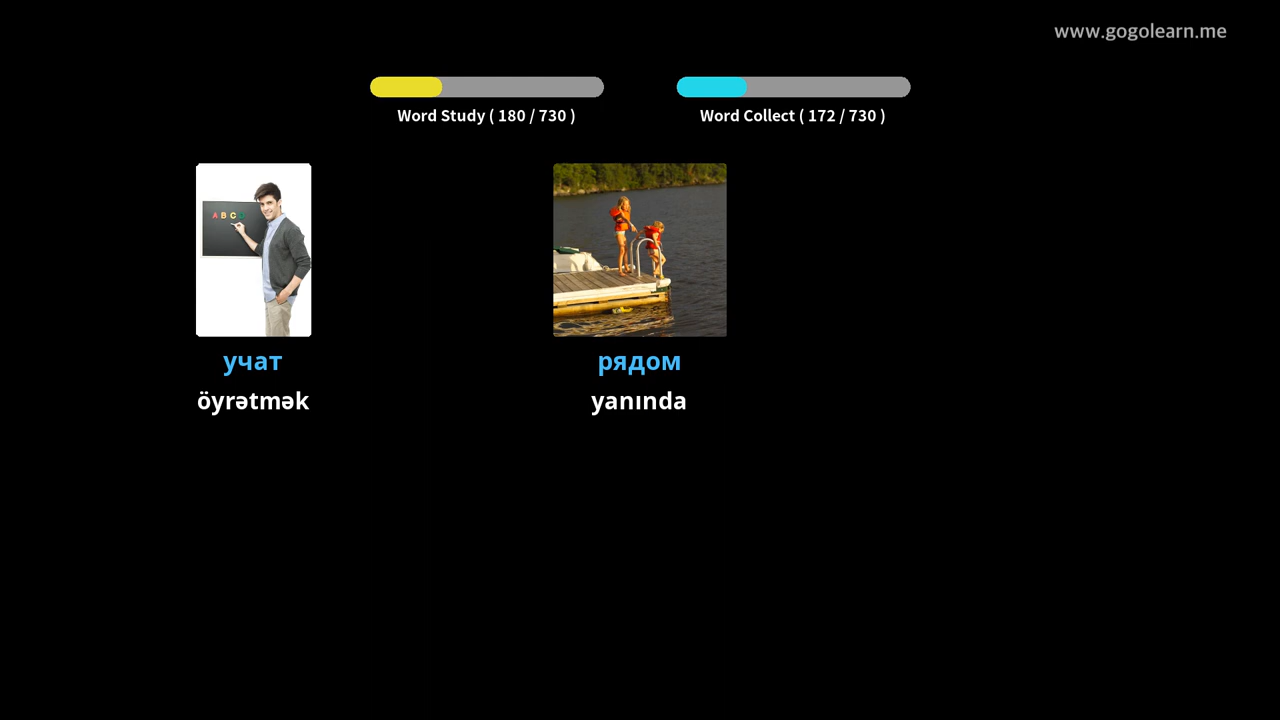 www.gogolearn.me
Word Study ( 180 / 730 )
Word Collect ( 172 / 730 )
A B C D
учат
рядом
öyrətmək
yanında